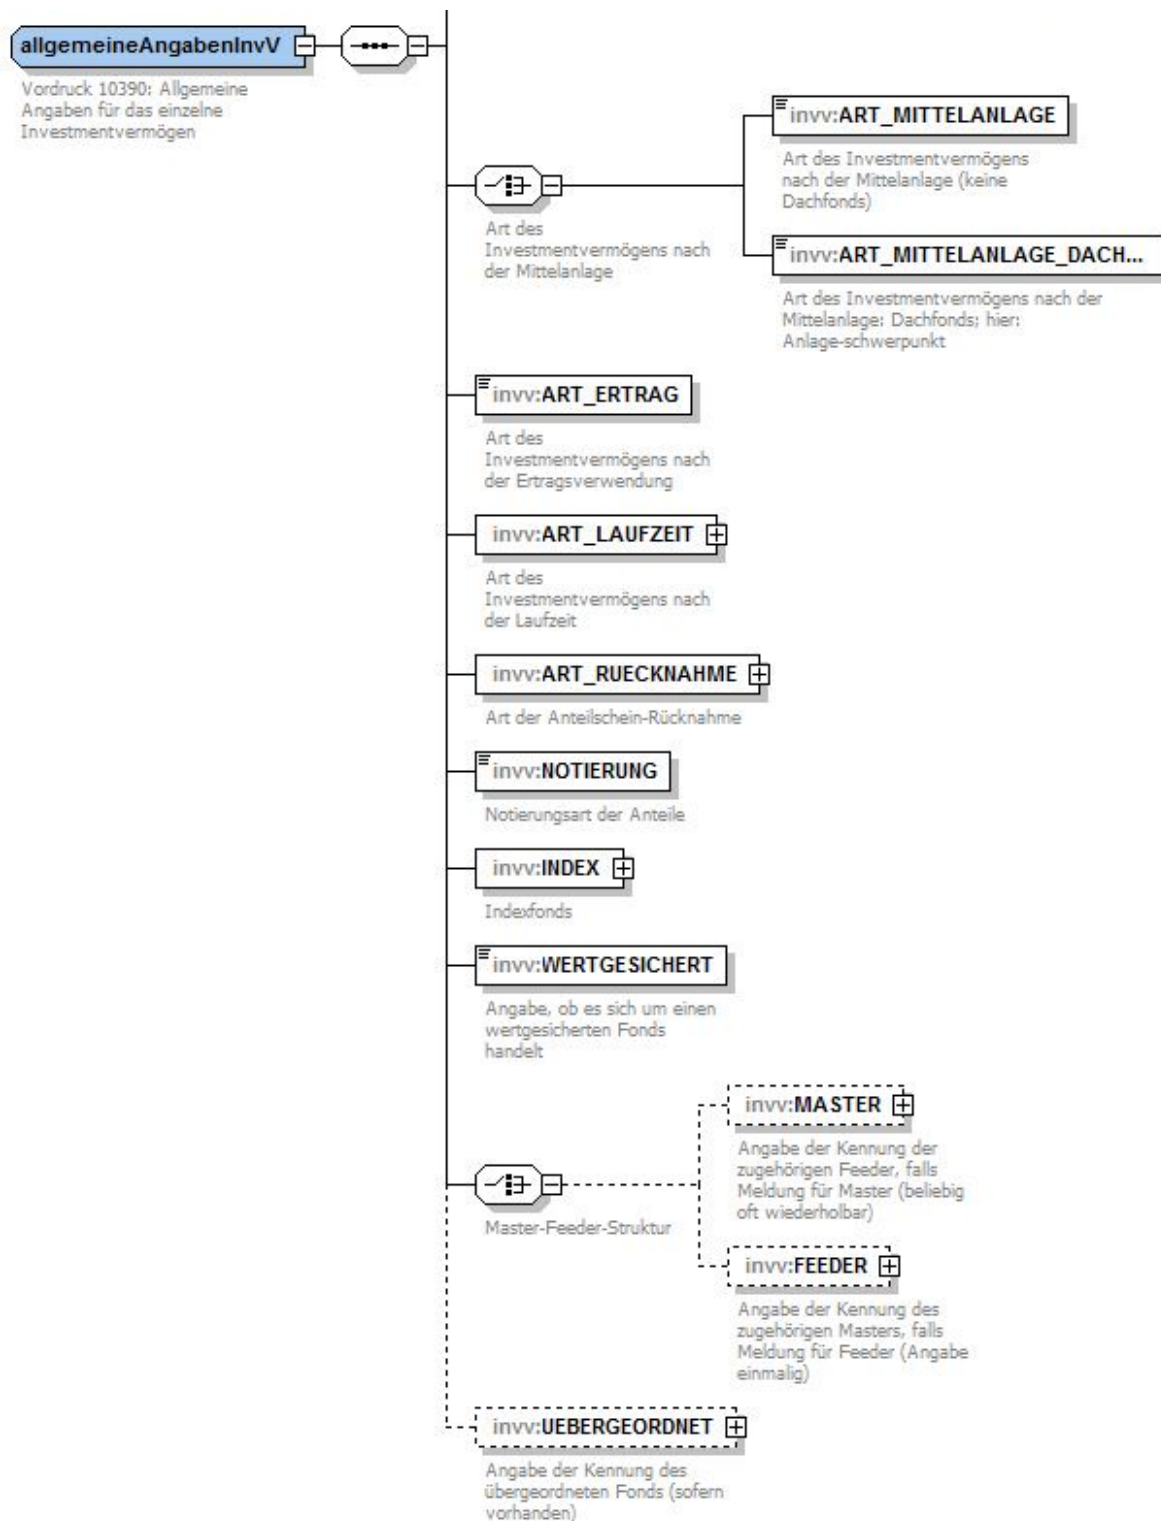 allgemeineAngabenInvV
Vordruck 10390: Allgemeine
Angaben für das einzelne
Investmentvermögen
Art des
Investmentvermögens nach
der Mittelanlage
invv:ART_MITTELANLAGE
Art des Investmentvermögens
nach der Mittelanlage (keine
Dachfonds)
invv:ART_MITTELANLAGE_DACH...
Art des Investmentvermögens nach der
Mittelanlage: Dachfonds; hier:
Anlage-schwerpunkt
invv:ART_ERTRAG
Art des
Investmentvermögens nach
der Ertragsverwendung
invv:ART_LAUFZEIT
Art des
Investmentvermögens nach
der Laufzeit
invv:ART_RUECKNAHME
Art der Anteilschein-Rücknahme
invv:NOTIERUNG
Notierungsart der Anteile
invv:INDEX
Indexfonds
invv:WERTGESICHERT
Angabe, ob es sich um einen
wertgesicherten Fonds
handelt
Master-Feeder-Struktur
invv:MASTER
Angabe der Kennung der
zugehörigen Feeder, falls
Meldung für Master (beliebig
oft wiederholbar)
invv:FEEDER
Angabe der Kennung des
zugehörigen Masters, falls
Meldung für Feeder (Angabe
einmalig)
invv:UEBERGEORDNET
Angabe der Kennung des
übergeordneten Fonds (sofern
vorhanden)